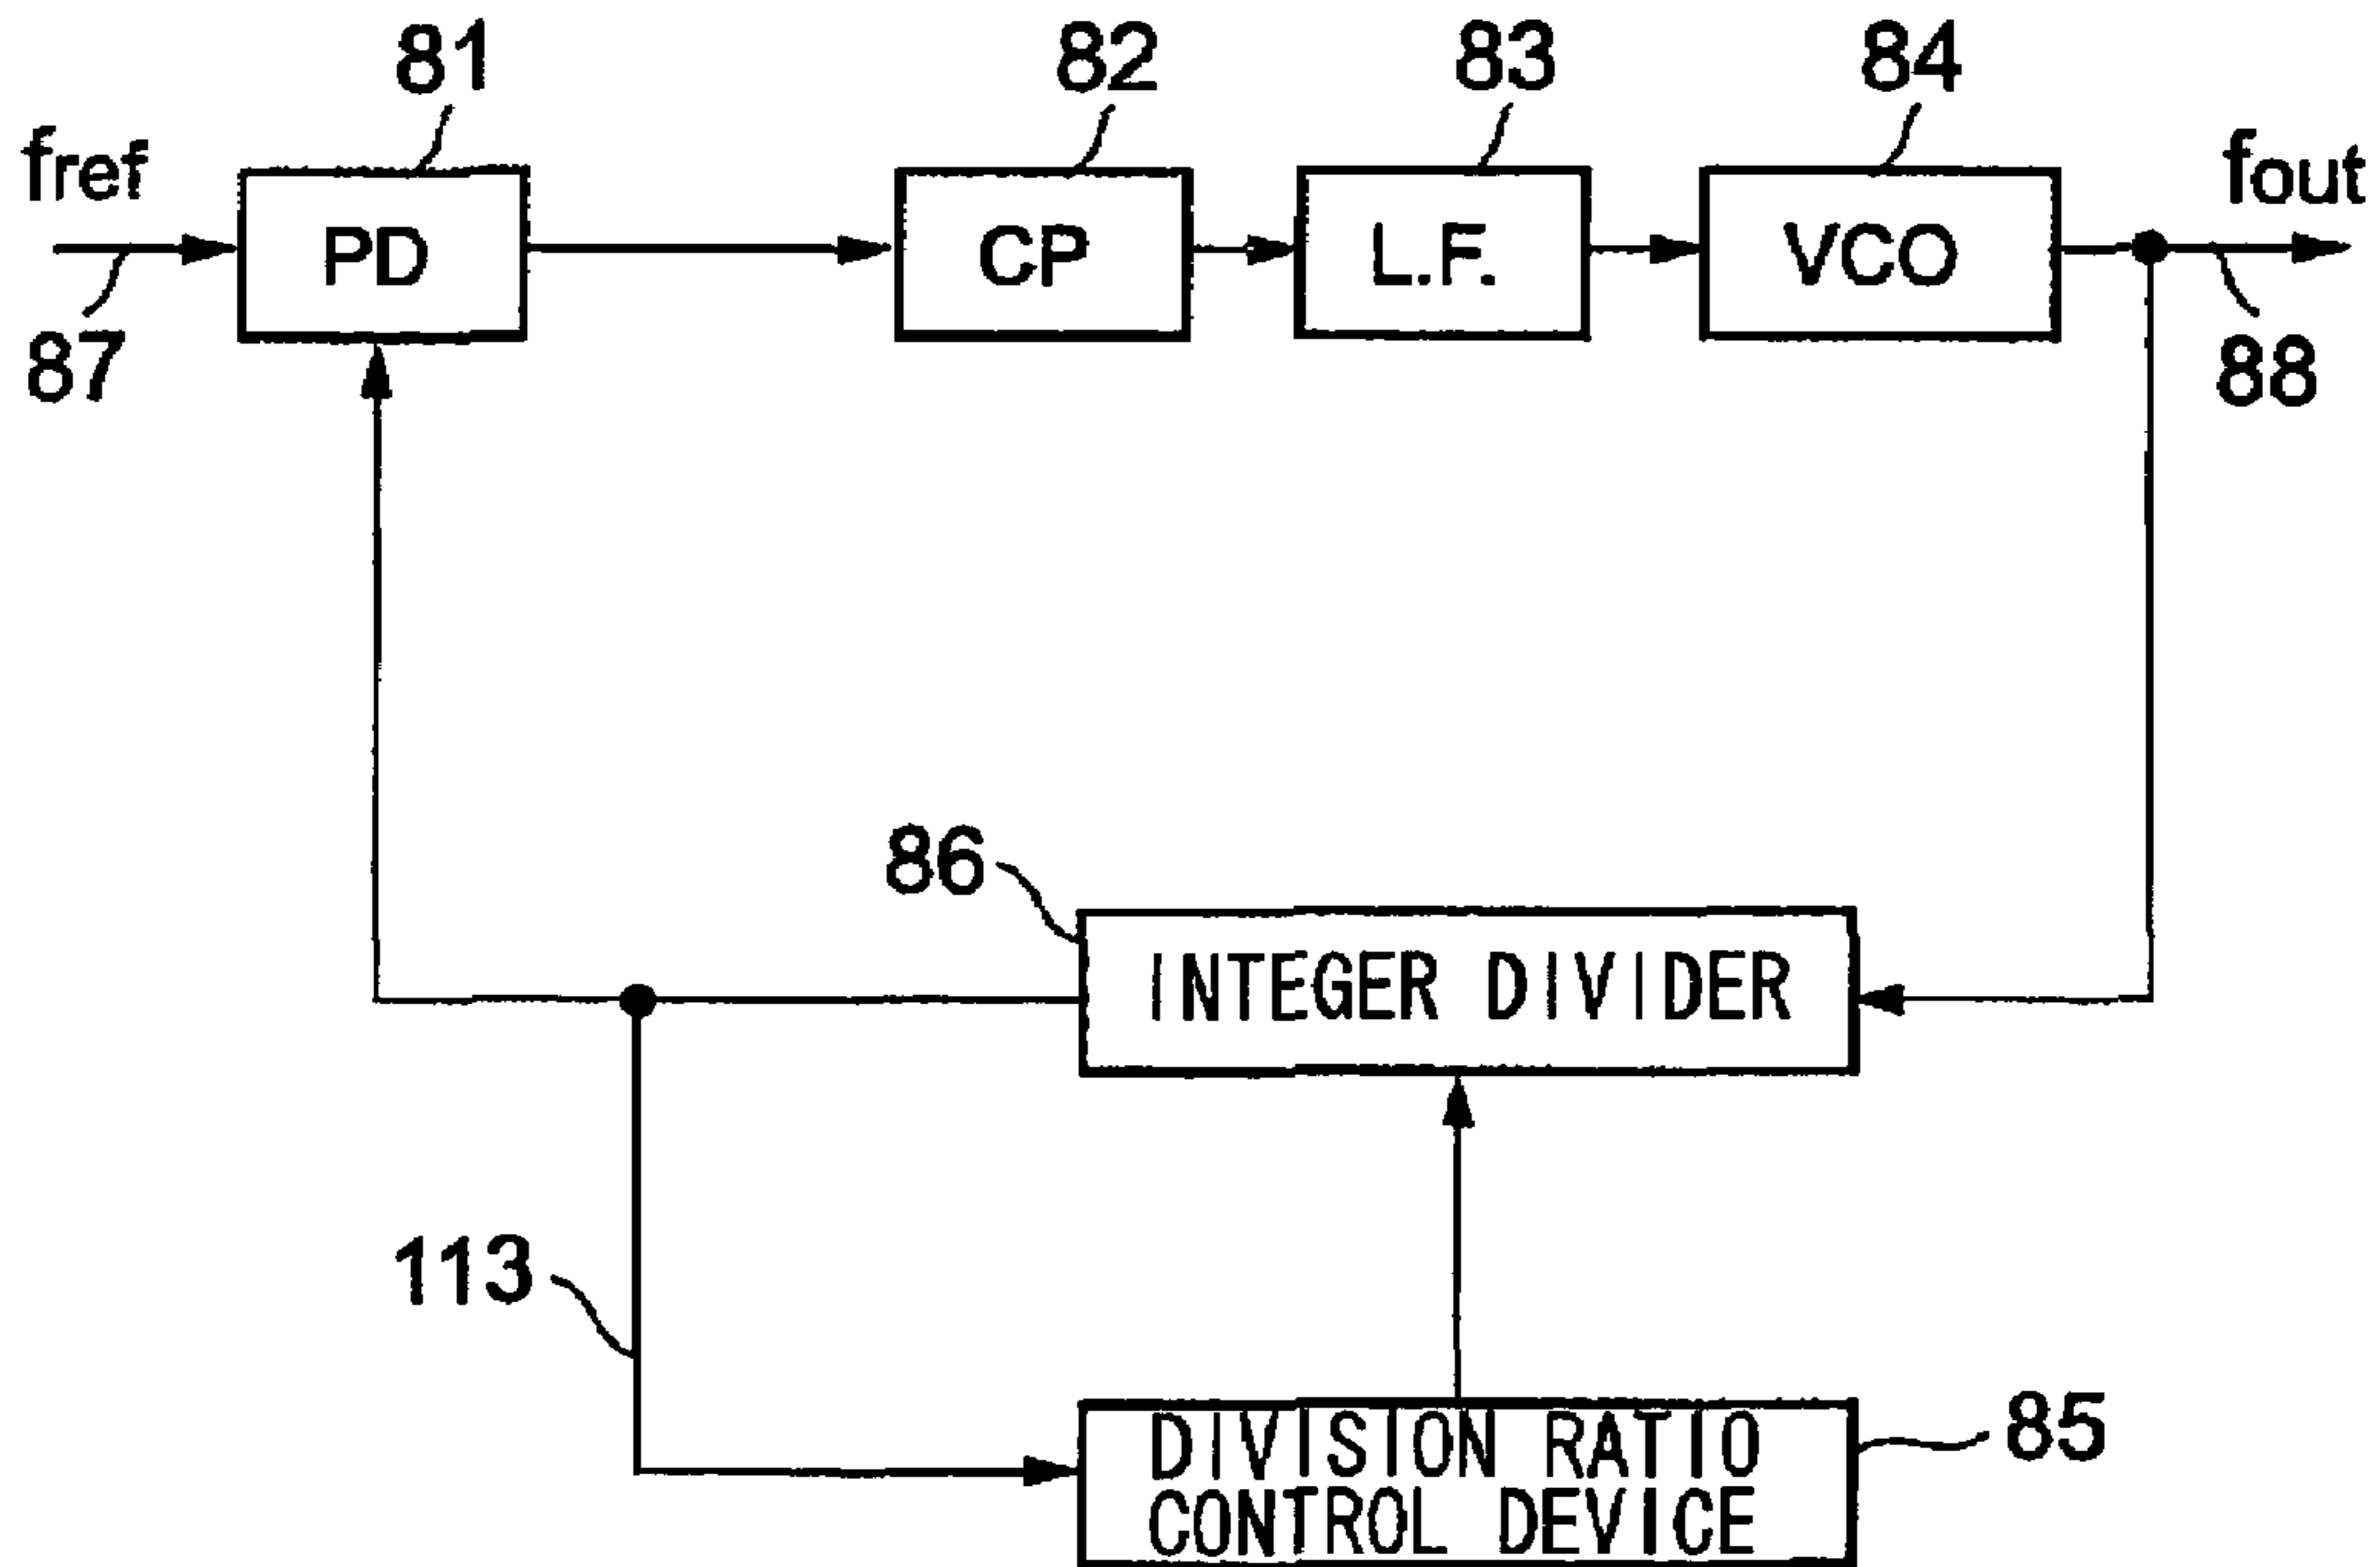 81
82
83
84
fref
PD
CP
L.F.
VCO
fout
87
88
86
INTEGER DIVIDER
113
DIVISION RATIO
CONTROL DEVICE
85